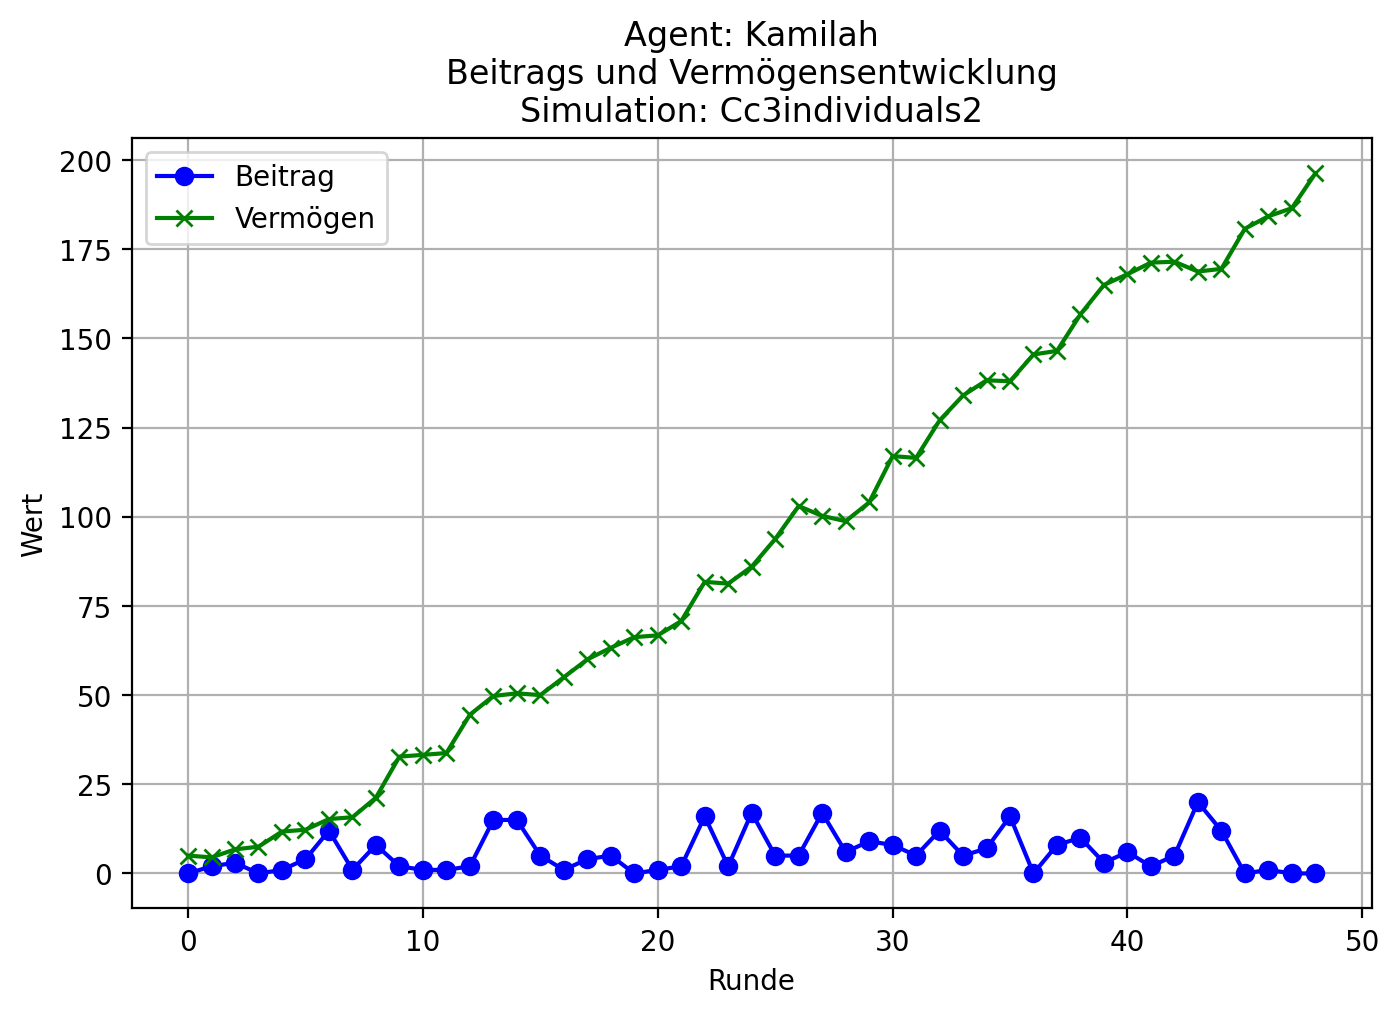 Agent: Kamilah
Beitrags und Vermögensentwicklung
Simulation: Cc3individuals2
Beitrag
Vermögen
200
175
150
125
100
75
50
25
0
Wert
0 10 20 30 40 50
Runde